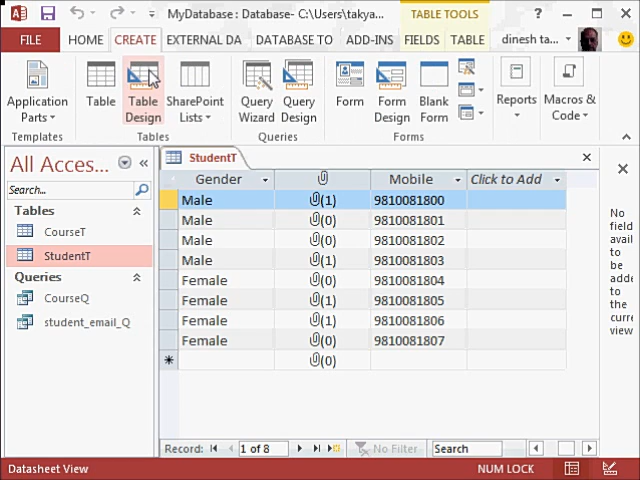 MyDatabase : Database- C:\Users\takya...
TABLE TOOLS
?
FILE
HOME
CREATE
EXTERNAL DA
DATABASE TO
ADD-INS
FIELDS
TABLE
dinesh ta...
Application Parts
Table
Table Design
SharePoint Lists
Query Wizard
Query Design
Form
Form Design
Blank Form
Reports
Macros & Code
Templates
Tables
Queries
Forms
All Acces...
Search...
Tables
CourseT
StudentT
Queries
CourseQ
student_email_Q
StudentT
Gender
Mobile
Click to Add
Male (1) 9810081800
Male (0) 9810081801
Male (0) 9810081802
Male (1) 9810081803
Female (0) 9810081804
Female (1) 9810081805
Female (1) 9810081806
Female (0) 9810081807
(0)
No
field
avail
to
be
adde
to
the
curre
view
Record:
1 of 8
No Filter
Search
Datasheet View
NUM LOCK